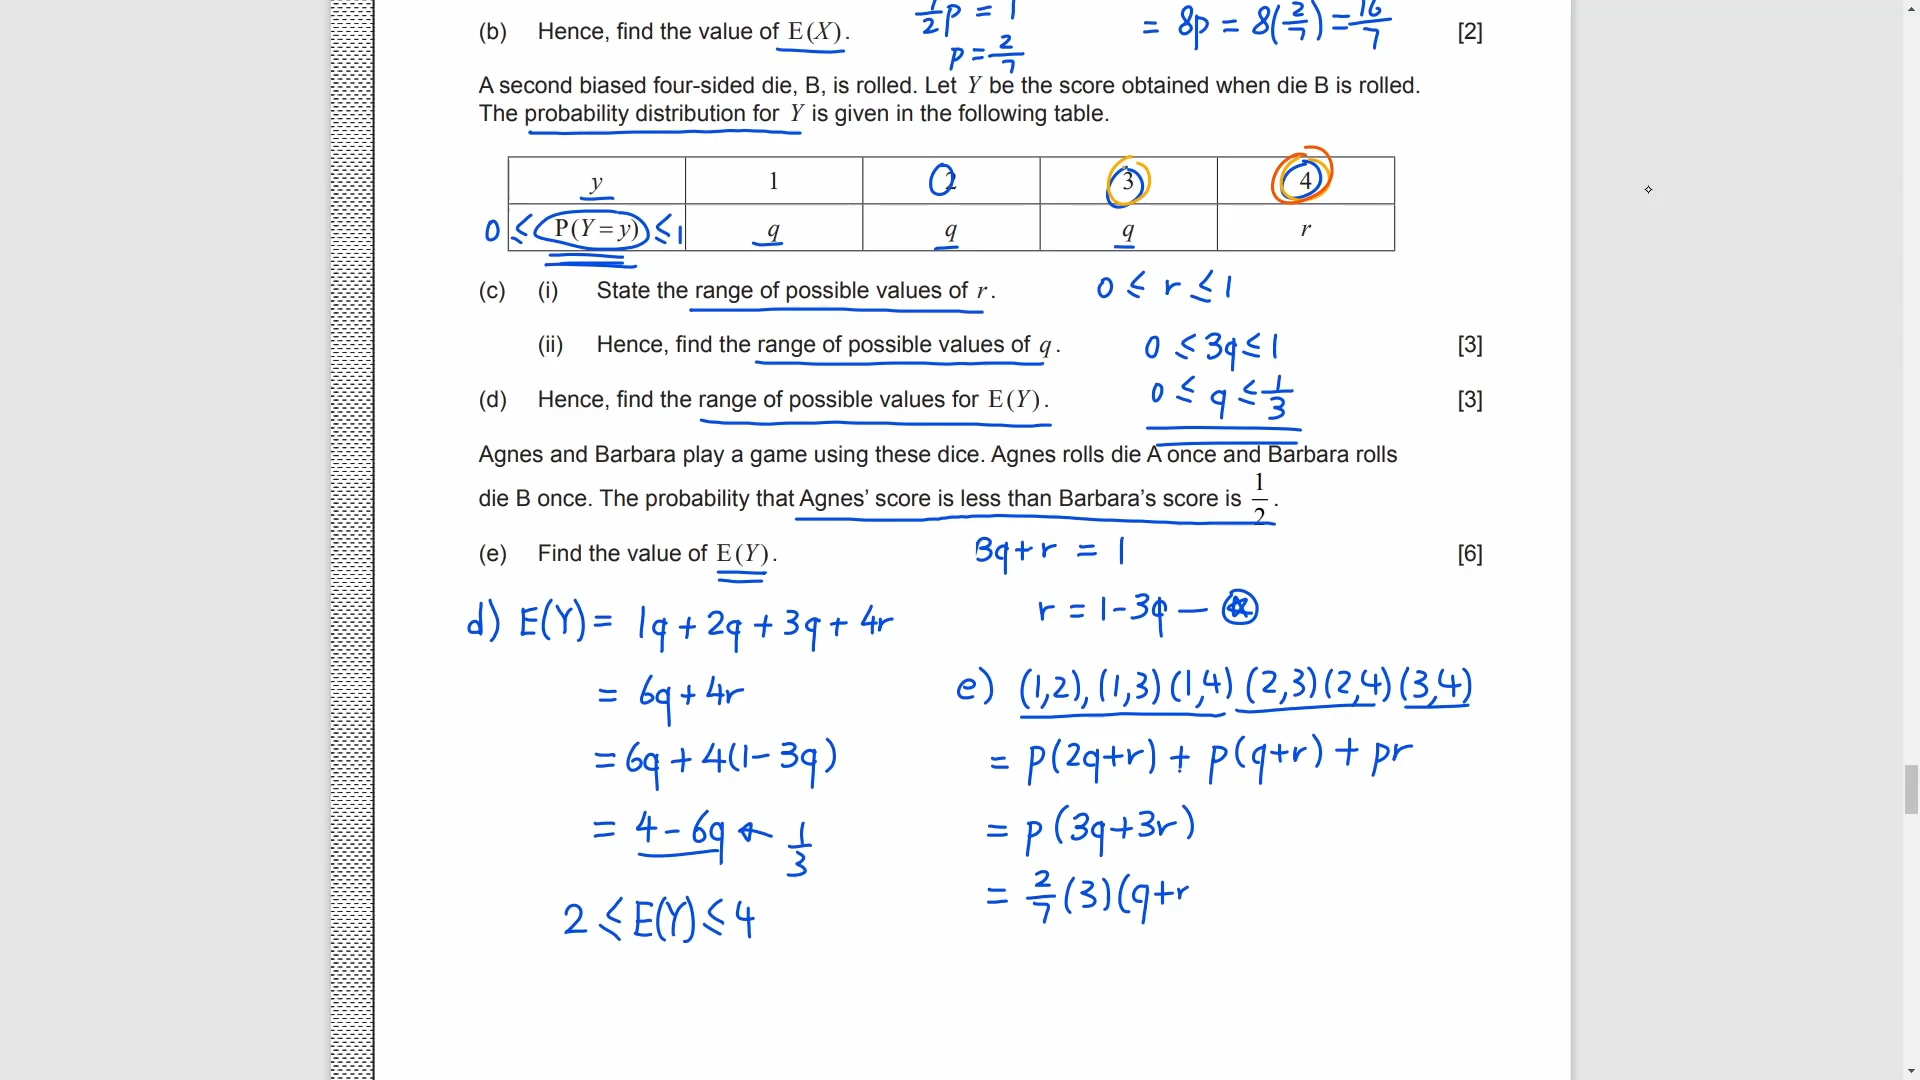 (b) Hence, find the value of E(X). [2]
1/2 p = 1
p = 2/7
= 8p = 8(2/7) = 16/7
A second biased four-sided die, B, is rolled. Let Y be the score obtained when die B is rolled.
The probability distribution for Y is given in the following table.
y 1 2 3 4
0 ≤ P(Y = y) ≤ 1 q q q r
(c) (i) State the range of possible values of r. 0 ≤ r ≤ 1
(ii) Hence, find the range of possible values of q. 0 ≤ 3q ≤ 1 [3]
(d) Hence, find the range of possible values for E(Y). 0 ≤ q ≤ 1/3 [3]
Agnes and Barbara play a game using these dice. Agnes rolls die A once and Barbara rolls
die B once. The probability that Agnes’ score is less than Barbara’s score is 1/2.
(e) Find the value of E(Y). 3q+r = 1 [6]
r = 1-3q — *
d) E(Y) = 1q + 2q + 3q + 4r
= 6q + 4r
= 6q + 4(1-3q)
= 4-6q ← 1/3
2 ≤ E(Y) ≤ 4
e) (1,2), (1,3) (1,4) (2,3) (2,4) (3,4)
= p(2q+r) + p(q+r) + pr
= p(3q+3r)
= 2/7 (3)(q+r